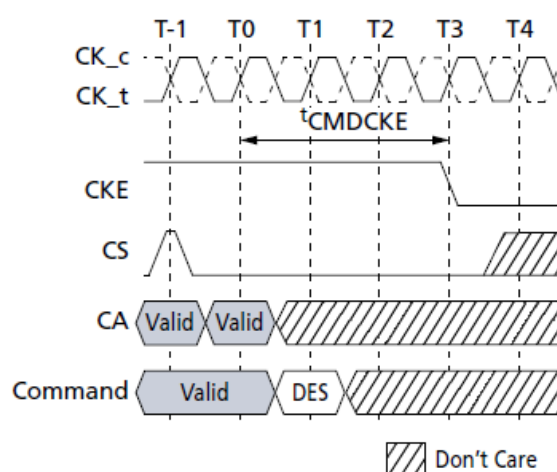 T-1 T0 T1 T2 T3 T4
CK_c
CK_t
tCMDCKE
CKE
CS
CA Valid Valid
Command Valid DES
Don't Care